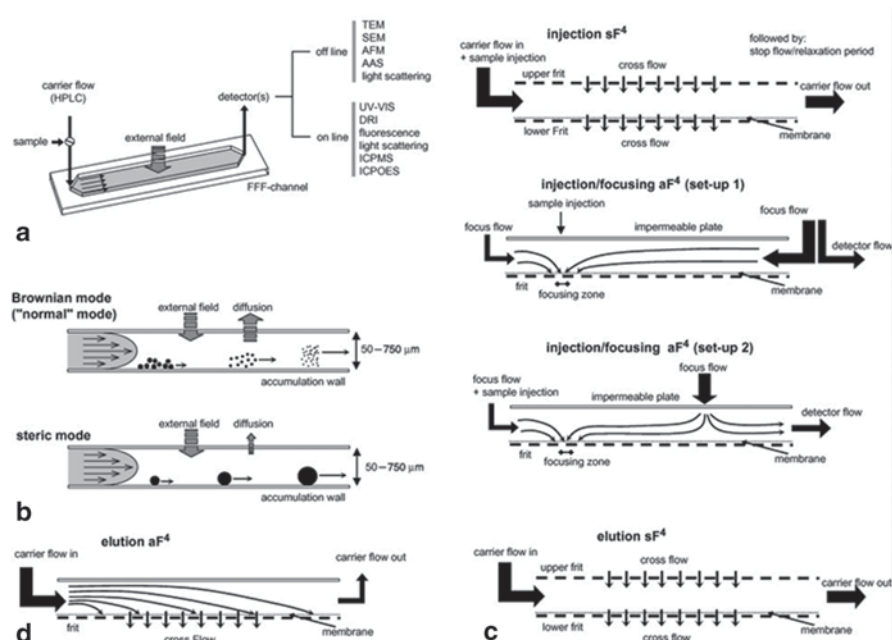 TEM
SEM
off line
AFM
AAS
light scattering
carrier flow
(HPLC)
detector(s)
UV-VIS
DRI
on line
fluorescence
light scattering
ICPMS
ICPOES
sample
external field
FFF-channel
a
Brownian mode
("normal" mode)
external field
diffusion
50–750 µm
accumulation wall
steric mode
external field
diffusion
50–750 µm
accumulation wall
b
elution aF⁴
carrier flow in
carrier flow out
frit
cross Flow
membrane
d
injection sF⁴
carrier flow in
+ sample injection
followed by:
stop flow/relaxation period
upper frit
cross flow
carrier flow out
lower Frit
cross flow
membrane
injection/focusing aF⁴ (set-up 1)
sample injection
focus flow
impermeable plate
focus flow
detector flow
frit
focusing zone
membrane
injection/focusing aF⁴ (set-up 2)
focus flow
focus flow
+ sample injection
impermeable plate
detector flow
frit
focusing zone
membrane
elution sF⁴
carrier flow in
upper frit
cross flow
carrier flow out
lower frit
cross flow
membrane
c